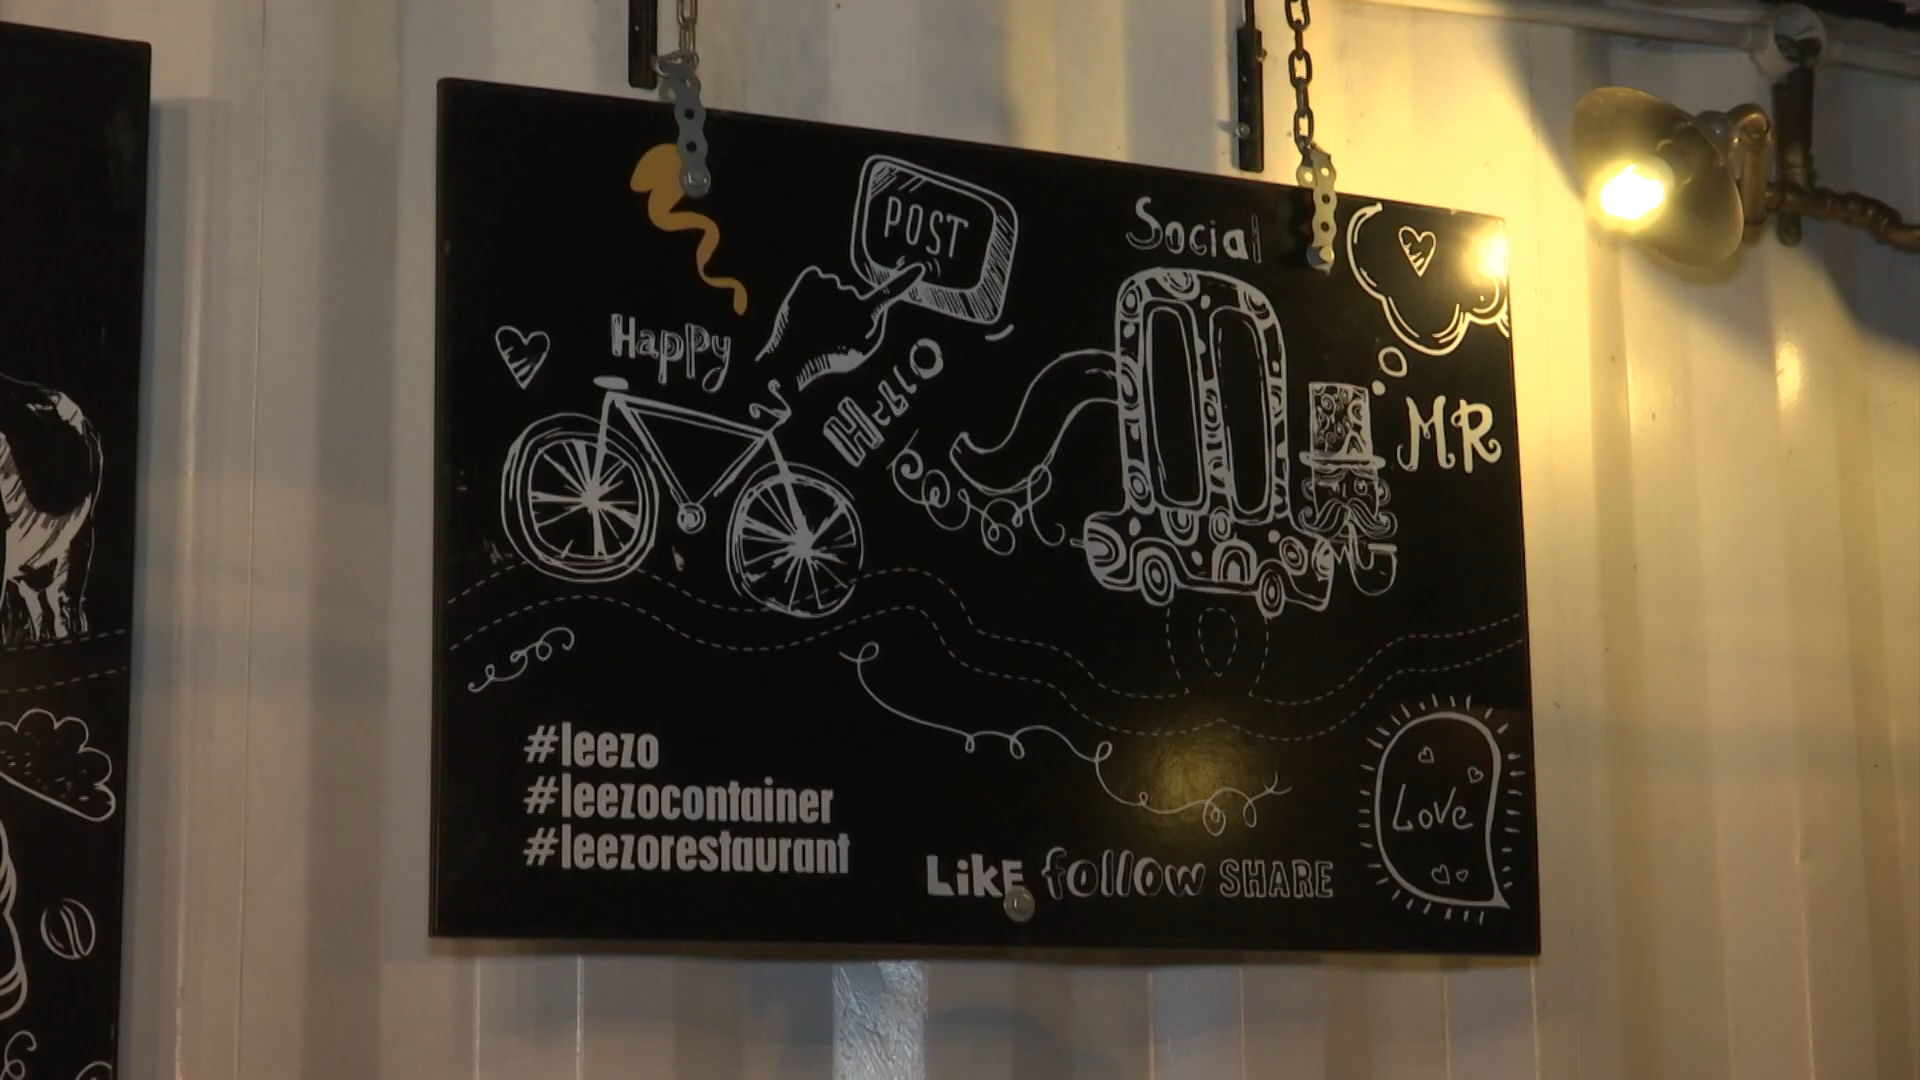 POST
Social
Happy
Hello
MR
#leezo
#leezocontainer
#leezorestaurant
Like follow SHARE
Love